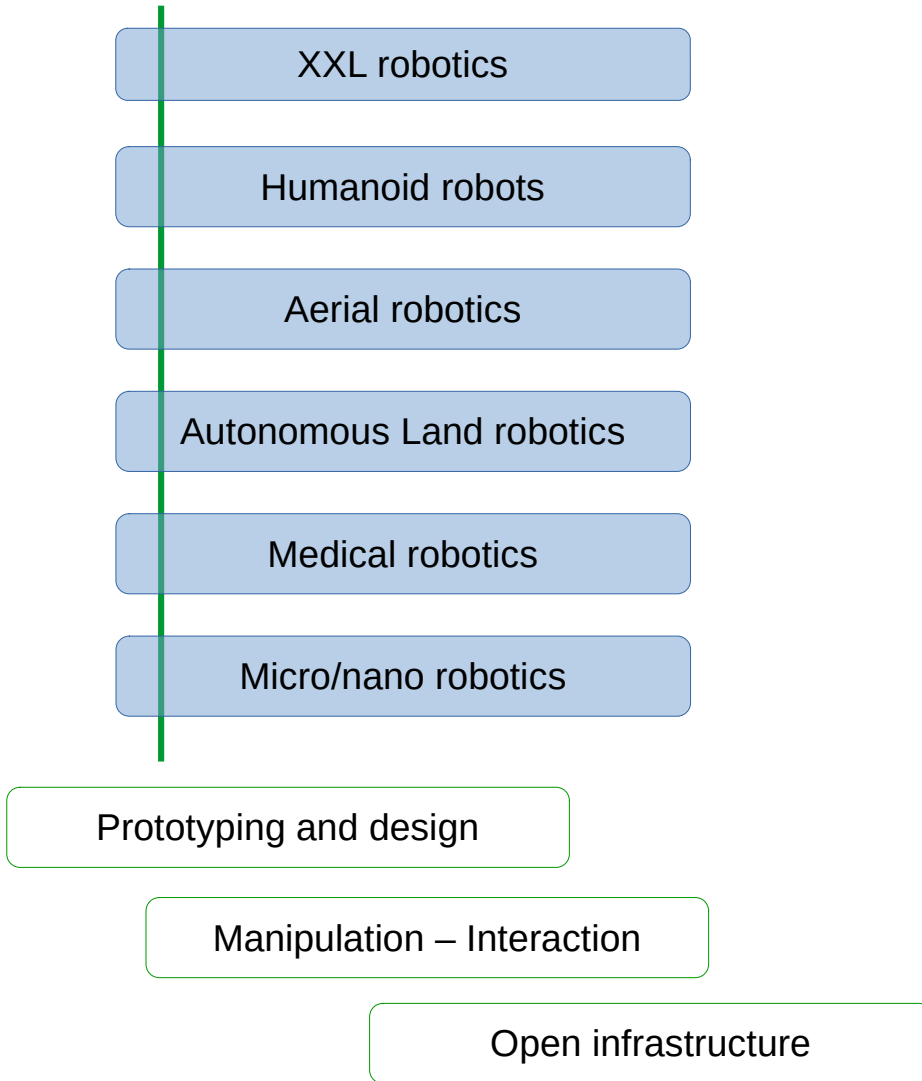 XXL robotics
Humanoid robots
Aerial robotics
Autonomous Land robotics
Medical robotics
Micro/nano robotics
Prototyping and design
Manipulation – Interaction
Open infrastructure